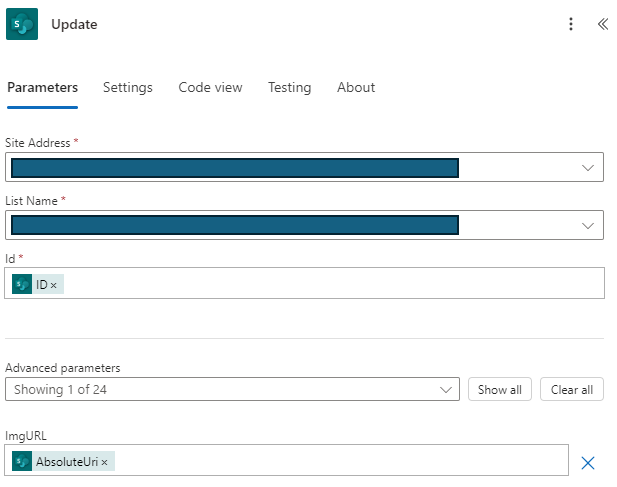 Update
Parameters Settings Code view Testing About
Site Address *
List Name *
Id *
ID ×
Advanced parameters
Showing 1 of 24 Show all Clear all
ImgURL
AbsoluteUri ×